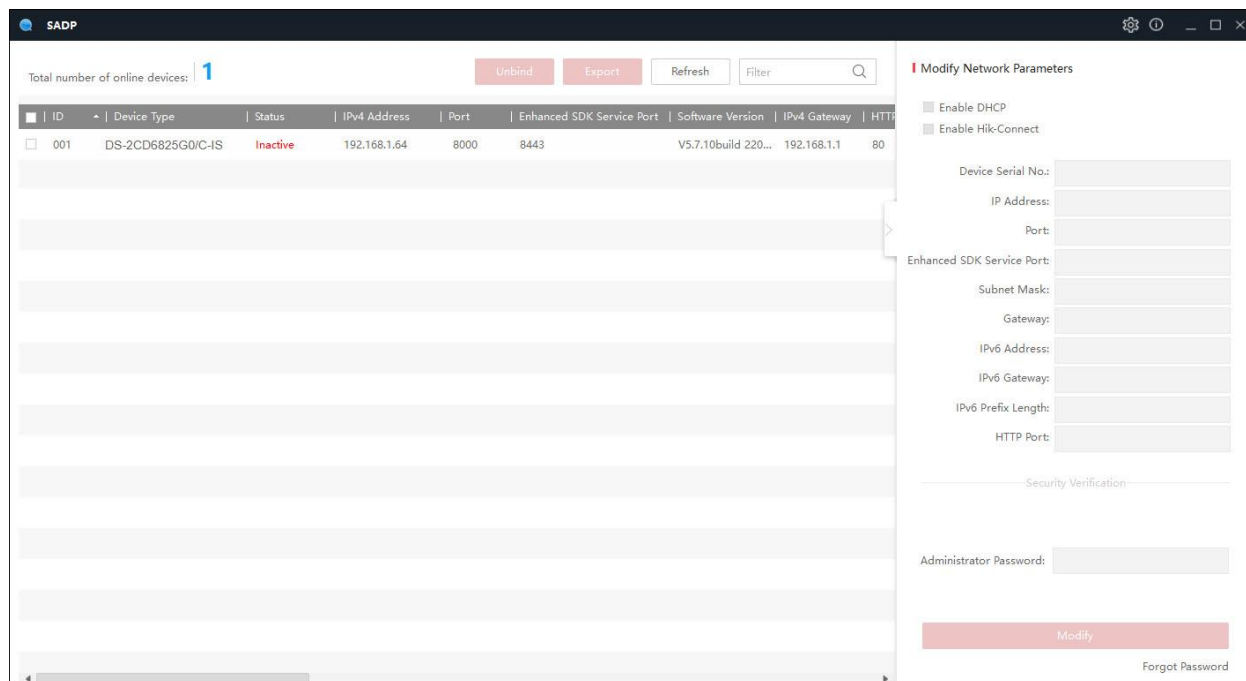 SADP
Total number of online devices: 1
Unbind
Export
Refresh
Filter
| ID | Device Type | Status | IPv4 Address | Port | Enhanced SDK Service Port | Software Version | IPv4 Gateway | HTTP
001 DS-2CD6825G0/C-IS Inactive 192.168.1.64 8000 8443 V5.7.10build 220... 192.168.1.1 80
Modify Network Parameters
Enable DHCP
Enable Hik-Connect
Device Serial No.:
IP Address:
Port:
Enhanced SDK Service Port:
Subnet Mask:
Gateway:
IPv6 Address:
IPv6 Gateway:
IPv6 Prefix Length:
HTTP Port:
Security Verification
Administrator Password:
Modify
Forgot Password